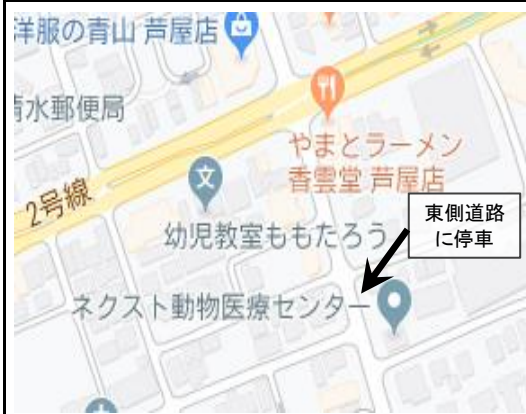 洋服の青山 芦屋店
清水郵便局
やまとラーメン
香雲堂 芦屋店
2号線
文
東側道路
に停車
幼児教室ももたろう
ネクスト動物医療センター